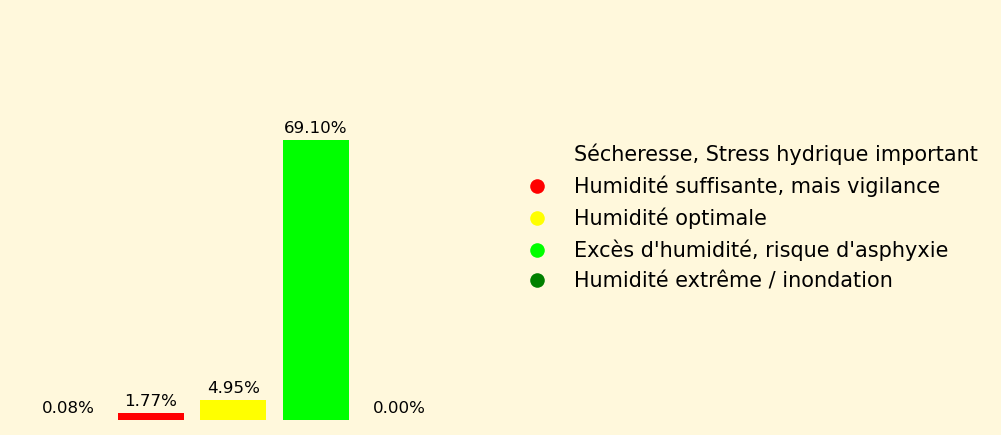 69.10%
4.95%
1.77%
0.08%
0.00%
Sécheresse, Stress hydrique important
Humidité suffisante, mais vigilance
Humidité optimale
Excès d'humidité, risque d'asphyxie
Humidité extrême / inondation